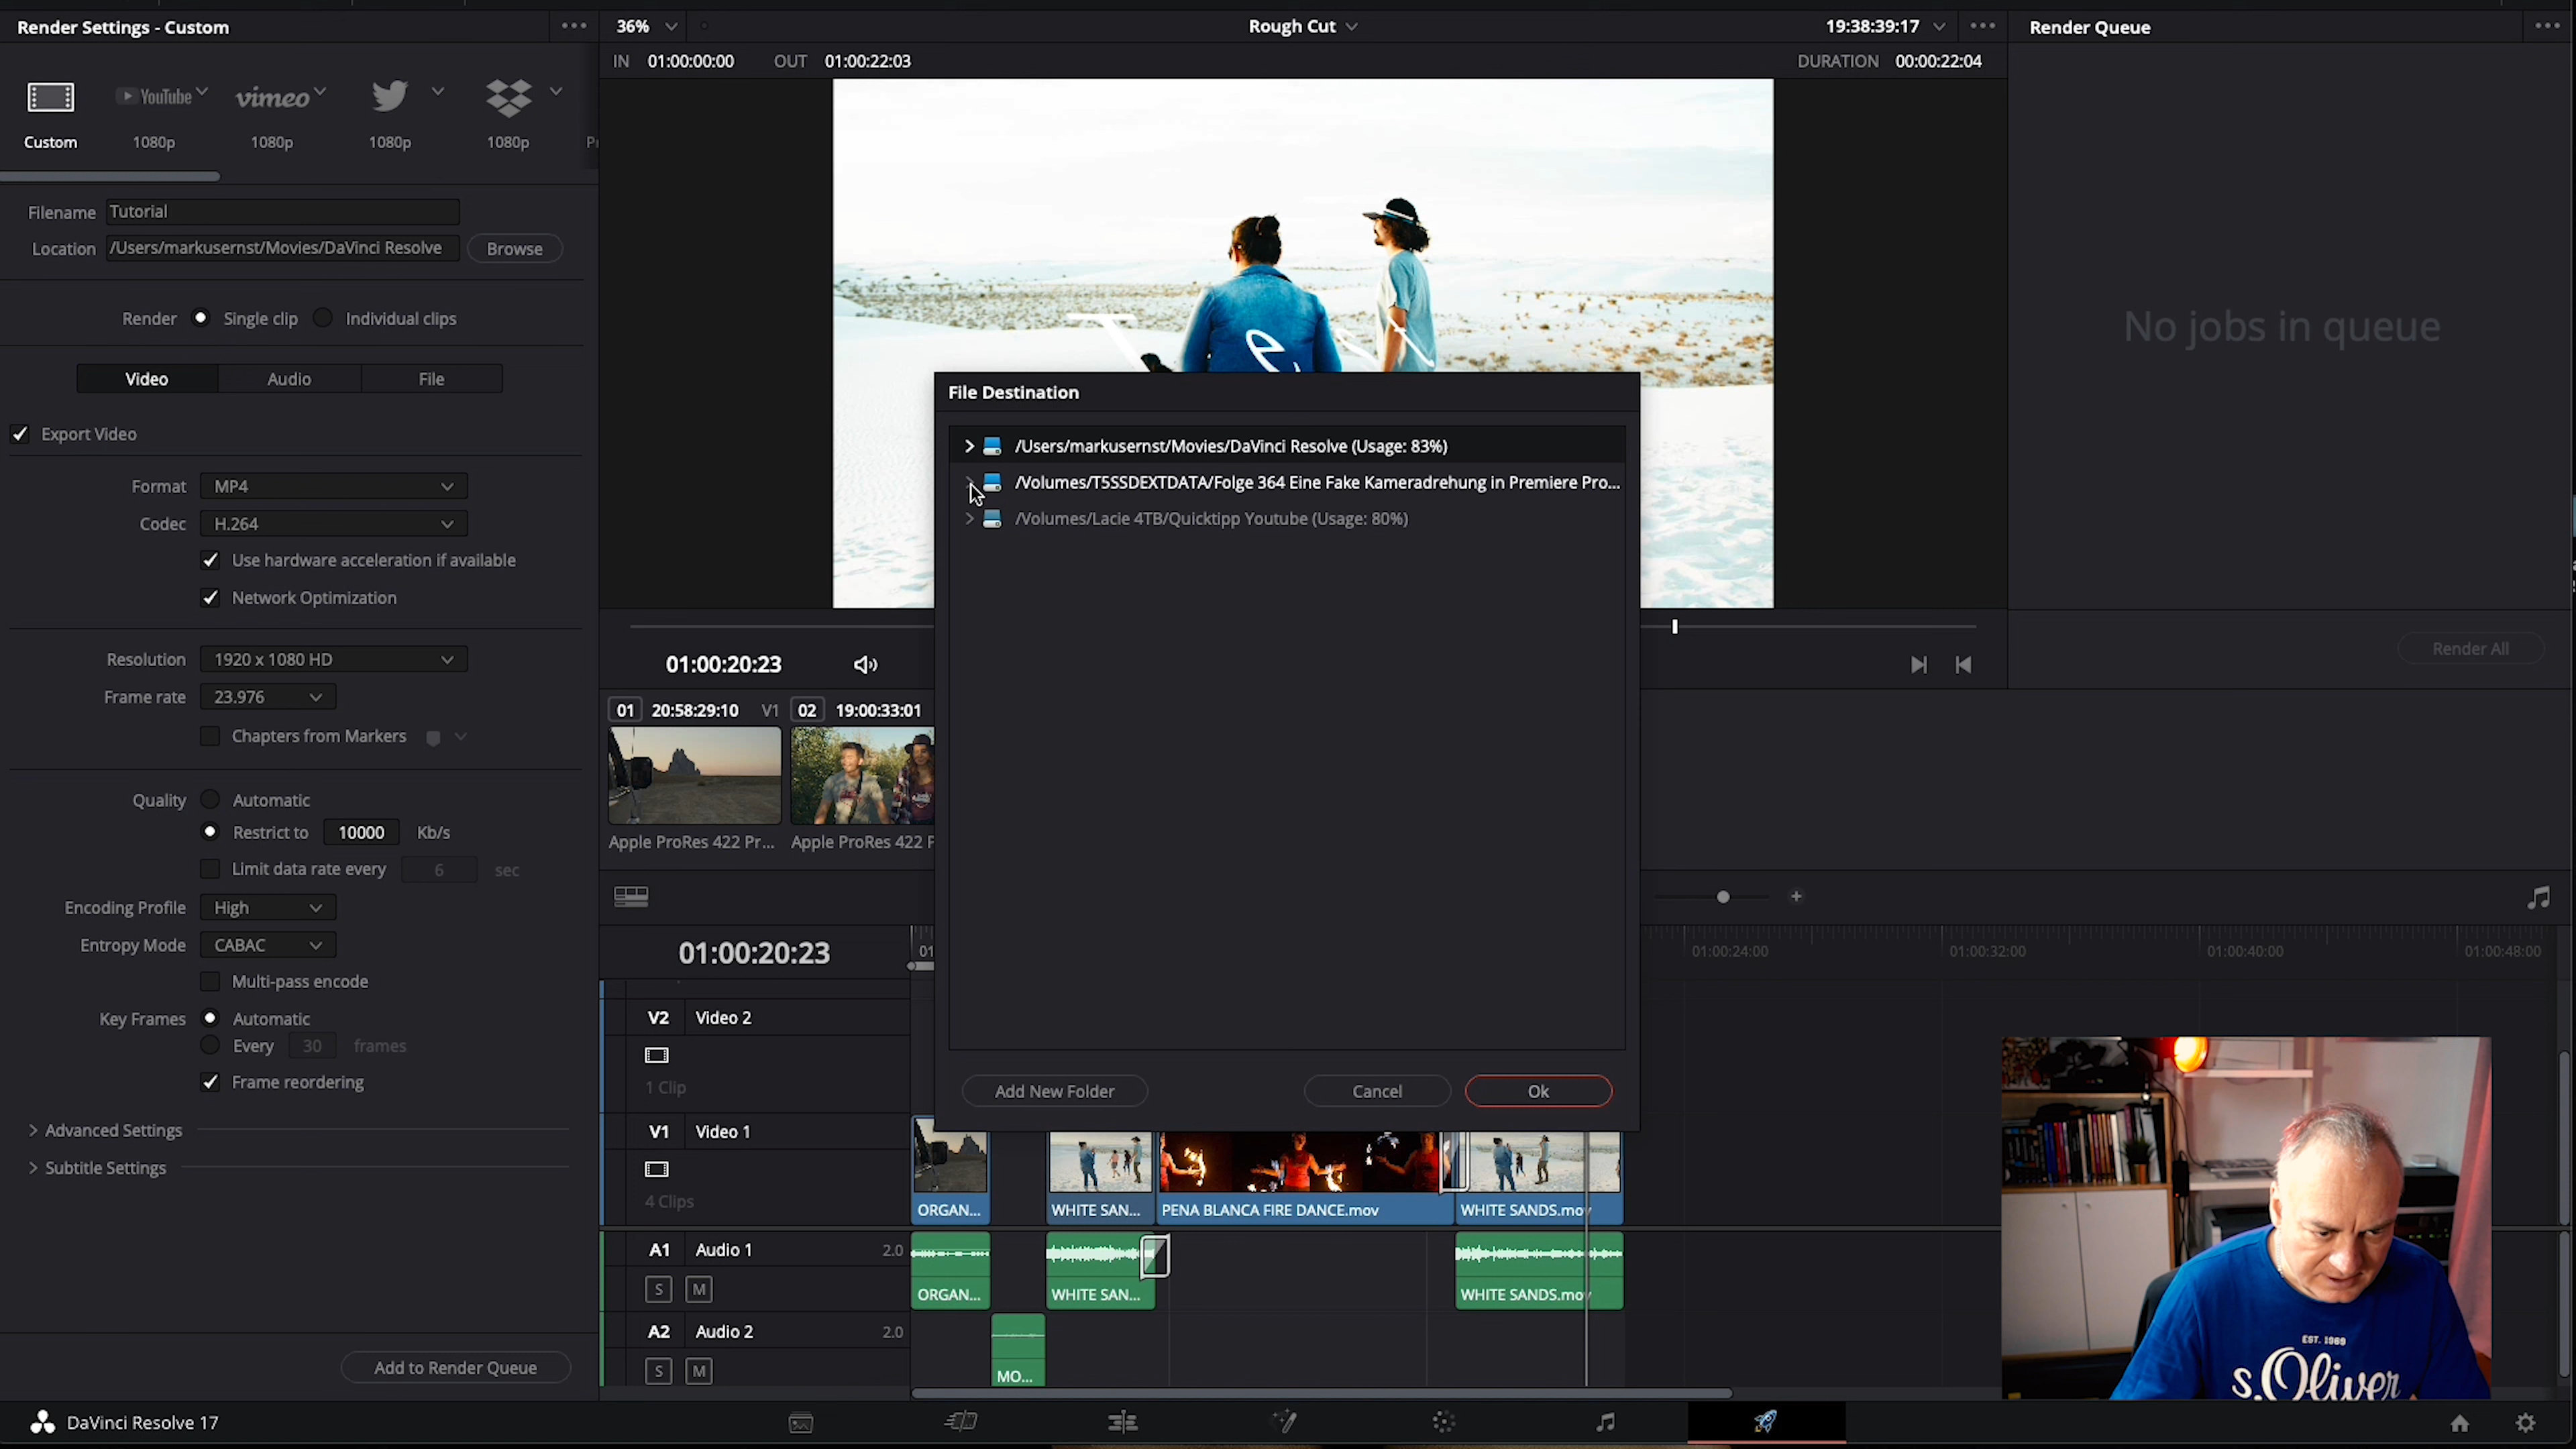 Render Settings - Custom
36%
Rough Cut
19:38:39:17
Render Queue
IN 01:00:00:00 OUT 01:00:22:03
DURATION 00:00:22:04
YouTube
vimeo
Custom
1080p
1080p
1080p
1080p
Filename Tutorial
Location /Users/markusernst/Movies/DaVinci Resolve Browse
Render Single clip Individual clips
No jobs in queue
Video Audio File
File Destination
Export Video
/Users/markusernst/Movies/DaVinci Resolve (Usage: 83%)
/Volumes/T5SSDEXTDATA/Folge 364 Eine Fake Kameradrehung in Premiere Pro...
/Volumes/Lacie 4TB/Quicktipp Youtube (Usage: 80%)
Format MP4
Codec H.264
Use hardware acceleration if available
Network Optimization
Resolution 1920 x 1080 HD
Frame rate 23.976
Chapters from Markers
Render All
01:00:20:23
01 20:58:29:10 V1 02 19:00:33:01
Apple ProRes 422 Pr... Apple ProRes 422 P
Quality Automatic
Restrict to 10000 Kb/s
Limit data rate every 6 sec
Encoding Profile High
Entropy Mode CABAC
Multi-pass encode
Key Frames Automatic
Every 30 frames
Frame reordering
Advanced Settings
Subtitle Settings
Add to Render Queue
01:00:20:23
01
01:00:24:00
01:00:32:00
01:00:40:00
01:00:48:00
V2 Video 2
1 Clip
Add New Folder Cancel Ok
V1 Video 1
4 Clips
ORGAN... WHITE SAN... PENA BLANCA FIRE DANCE.mov WHITE SANDS.mov
A1 Audio 1 2.0
S M
ORGAN... WHITE SAN... WHITE SANDS.mov
A2 Audio 2 2.0
S M
MO...
EST. 1969
s.Oliver
DaVinci Resolve 17